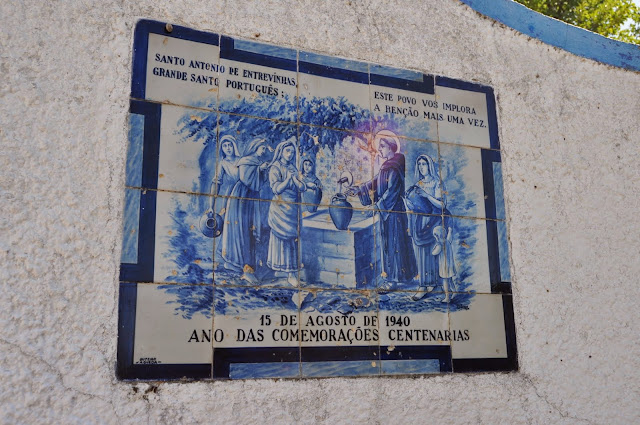 SANTO ANTONIO DE ENTREVINHAS,
GRANDE SANTO PORTUGUÊS:
ESTE POVO VOS IMPLORA
A BENÇÃO MAIS UMA VEZ.
15 DE AGOSTO DE 1940
ANO DAS COMEMORAÇÕES CENTENARIAS